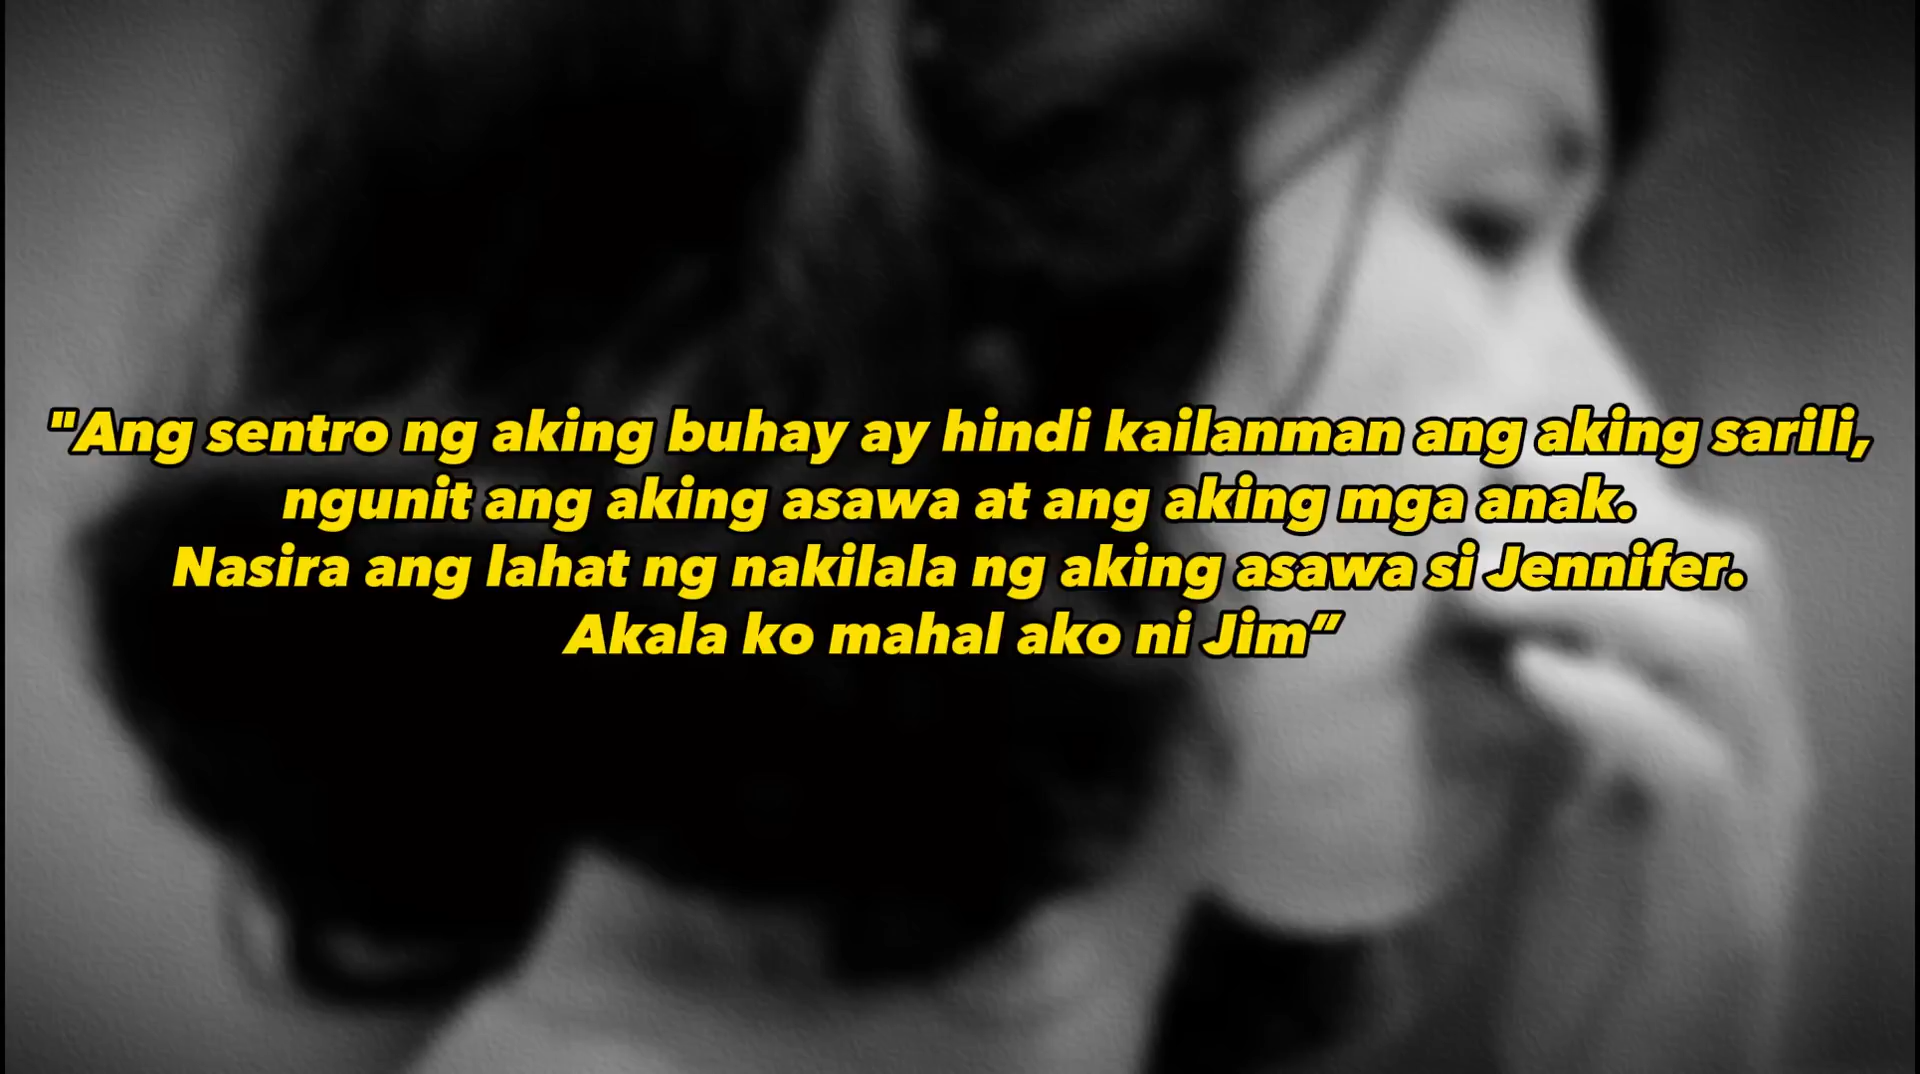 "Ang sentro ng aking buhay ay hindi kailanman ang aking sarili,
ngunit ang aking asawa at ang aking mga anak.
Nasira ang lahat ng nakilala ng aking asawa si Jennifer.
Akala ko mahal ako ni Jim”